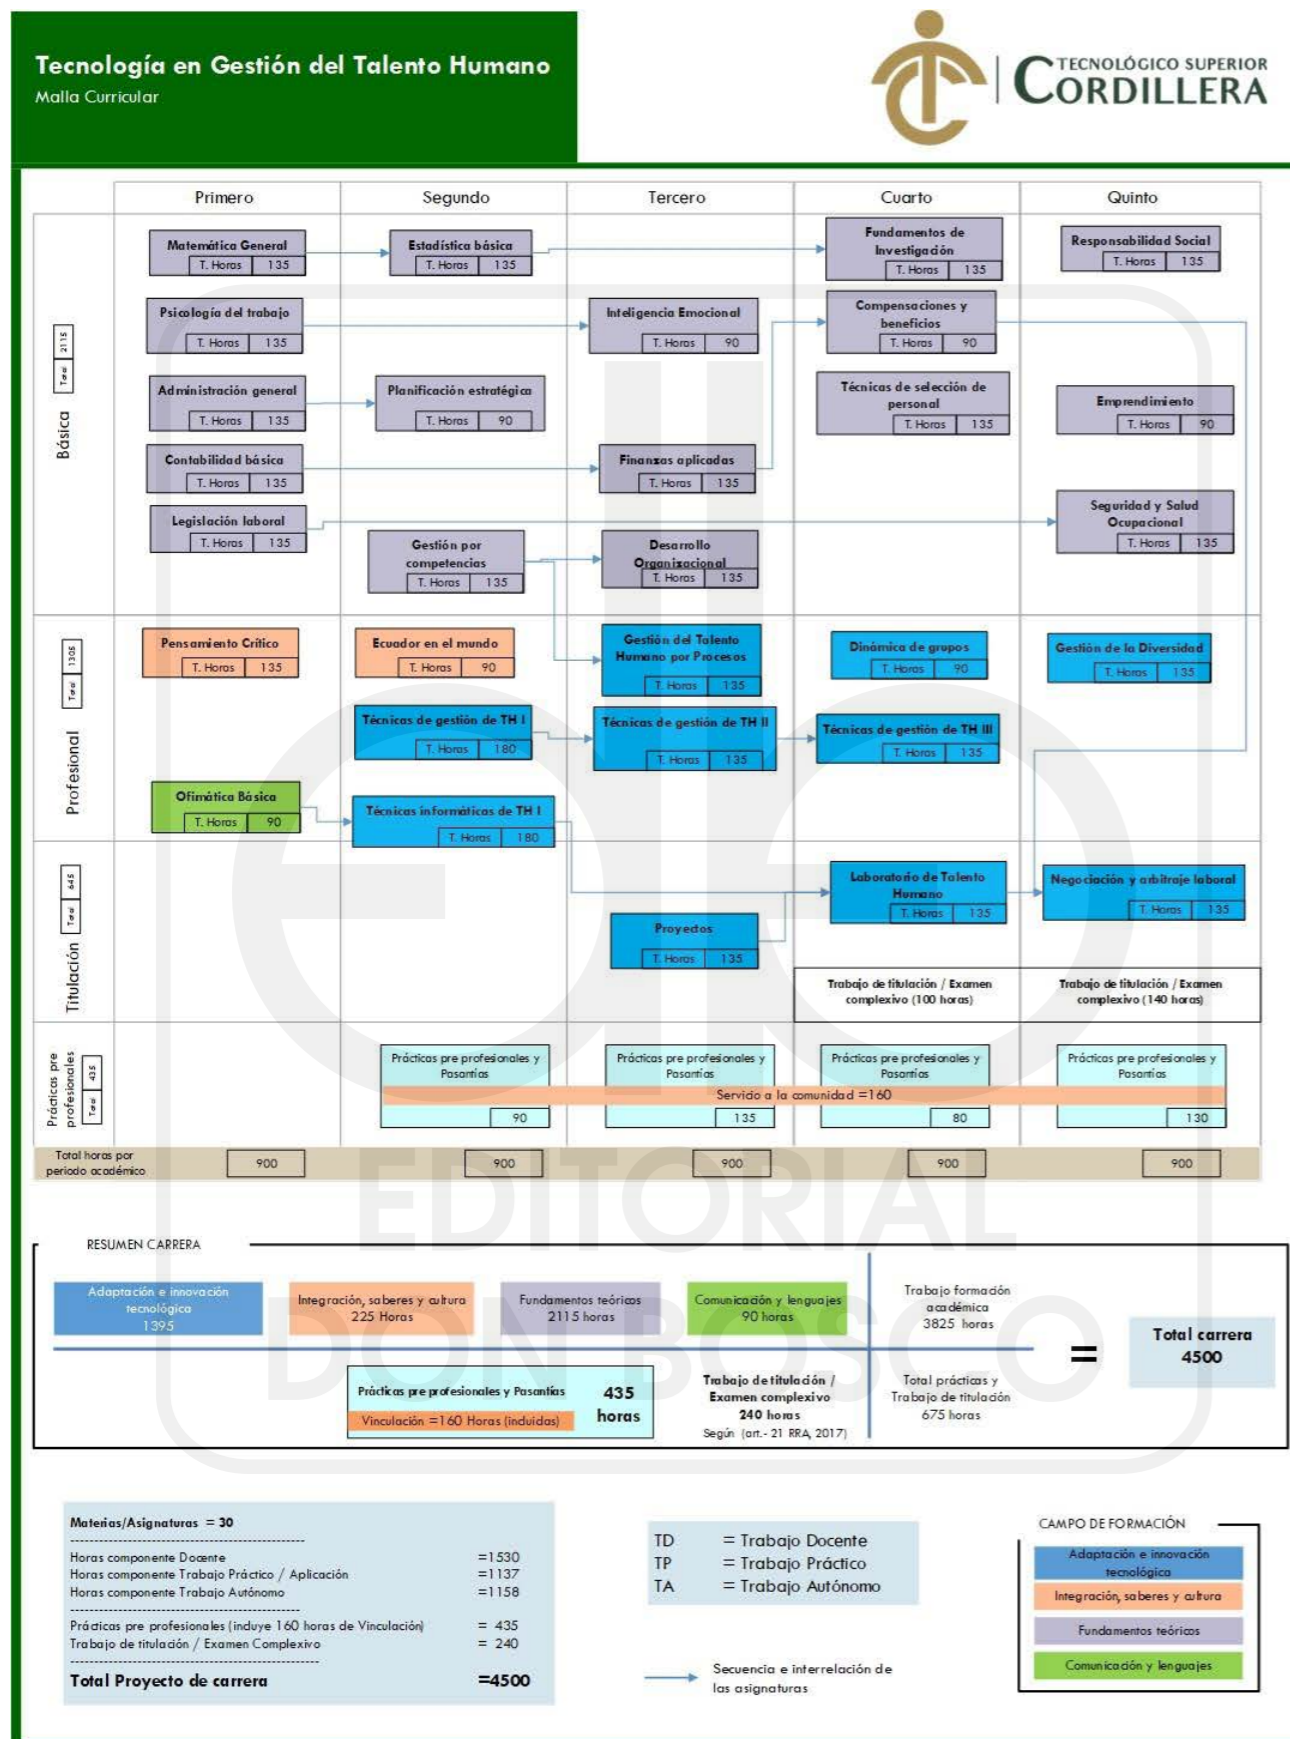 Tecnología en Gestión del Talento Humano
Malla Curricular
TECNOLÓGICO SUPERIOR
CORDILLERA
Primero
Segundo
Tercero
Cuarto
Quinto
Básica
Total 2115
Matemática General
T. Horas 135
Estadística básica
T. Horas 135
Fundamentos de
Investigación
T. Horas 135
Responsabilidad Social
T. Horas 135
Psicología del trabajo
T. Horas 135
Inteligencia Emocional
T. Horas 90
Compensaciones y
beneficios
T. Horas 90
Administración general
T. Horas 135
Planificación estratégica
T. Horas 90
Técnicas de selección de
personal
T. Horas 135
Emprendimiento
T. Horas 90
Contabilidad básica
T. Horas 135
Finanzas aplicadas
T. Horas 135
Legislación laboral
T. Horas 135
Gestión por
competencias
T. Horas 135
Desarrollo
Organizacional
T. Horas 135
Seguridad y Salud
Ocupacional
T. Horas 135
Profesional
Total 1305
Pensamiento Crítico
T. Horas 135
Ecuador en el mundo
T. Horas 90
Gestión del Talento
Humano por Procesos
T. Horas 135
Dinámica de grupos
T. Horas 90
Gestión de la Diversidad
T. Horas 135
Técnicas de gestión de TH I
T. Horas 180
Técnicas de gestión de TH II
T. Horas 135
Técnicas de gestión de TH III
T. Horas 135
Ofimática Básica
T. Horas 90
Técnicas informáticas de TH I
T. Horas 180
Titulación
Total 645
Proyectos
T. Horas 135
Laboratorio de Talento
Humano
T. Horas 135
Negociación y arbitraje laboral
T. Horas 135
Trabajo de titulación / Examen
complexivo (100 horas)
Trabajo de titulación / Examen
complexivo (140 horas)
Prácticas pre
profesionales
Total 435
Prácticas pre profesionales y
Pasantías
90
Prácticas pre profesionales y
Pasantías
135
Prácticas pre profesionales y
Pasantías
80
Prácticas pre profesionales y
Pasantías
130
Servicio a la comunidad =160
Total horas por
periodo académico
900
900
900
900
900
EDITORIAL
DON BOSCO
RESUMEN CARRERA
Adaptación e innovación
tecnológica
1395
Integración, saberes y cultura
225 Horas
Fundamentos teóricos
2115 horas
Comunicación y lenguajes
90 horas
Trabajo formación
académica
3825 horas
=
Total carrera
4500
Prácticas pre profesionales y Pasantías
Vinculación =160 Horas (incluidas)
435
horas
Trabajo de titulación /
Examen complexivo
240 horas
Según (art.- 21 RRA, 2017)
Total prácticas y
Trabajo de titulación
675 horas
Materias/Asignaturas = 30
Horas componente Docente =1530
Horas componente Trabajo Práctico / Aplicación =1137
Horas componente Trabajo Autónomo =1158
Prácticas pre profesionales (incluye 160 horas de Vinculación) = 435
Trabajo de titulación / Examen Complexivo = 240
Total Proyecto de carrera =4500
TD = Trabajo Docente
TP = Trabajo Práctico
TA = Trabajo Autónomo
Secuencia e interrelación de
las asignaturas
CAMPO DE FORMACIÓN
Adaptación e innovación
tecnológica
Integración, saberes y cultura
Fundamentos teóricos
Comunicación y lenguajes